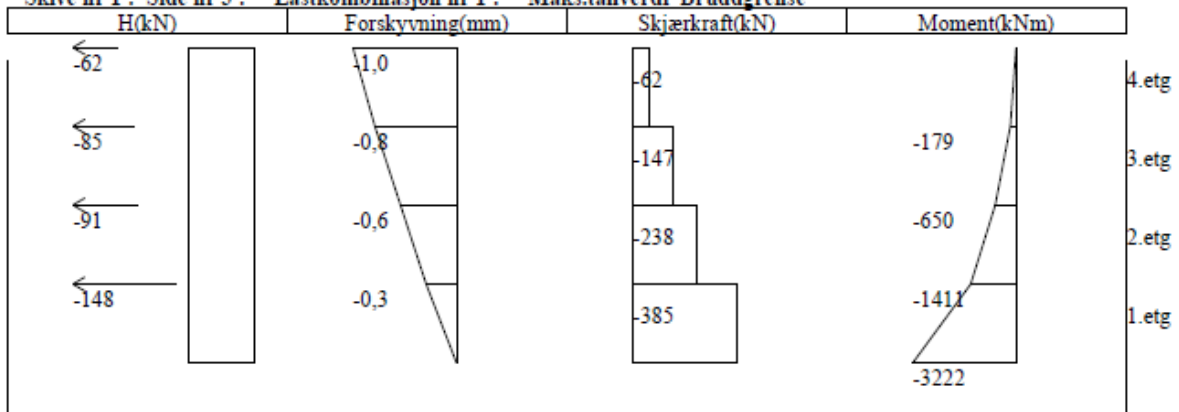 H(kN) Forskyvning(mm) Skjærkraft(kN) Moment(kNm)
-62 -1,0 -62 4.etg
-85 -0,8 -147 -179 3.etg
-91 -0,6 -238 -650 2.etg
-148 -0,3 -385 -1411 1.etg
-3222